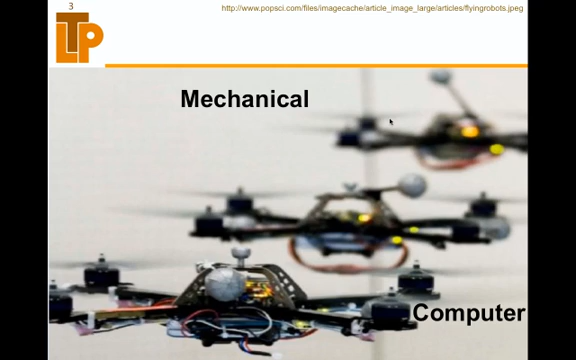 3
http://www.popsci.com/files/imagecache/article_image_large/articles/flyingrobots.jpeg
LTP
Mechanical
Computer